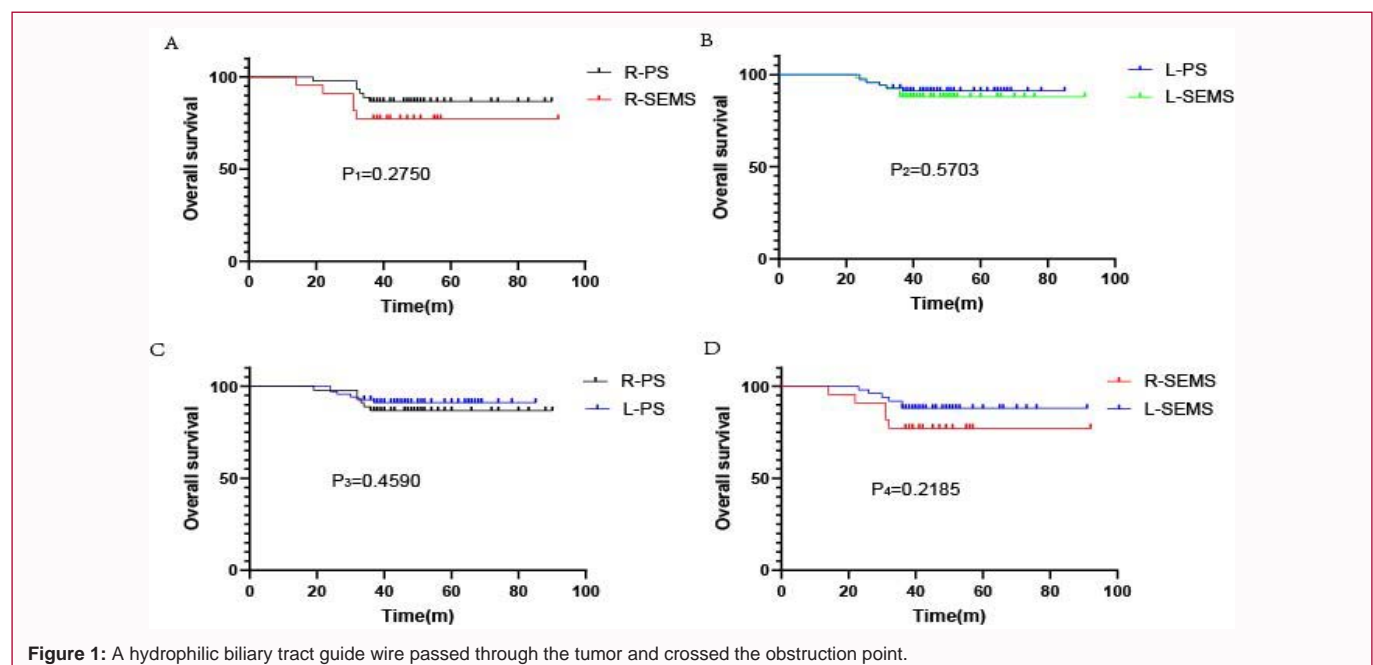 A
Overall survival
100
50
0
R-PS
R-SEMS
P1=0.2750
0 20 40 60 80 100
Time(m)
B
Overall survival
100
50
0
L-PS
L-SEMS
P2=0.5703
0 20 40 60 80 100
Time(m)
C
Overall survival
100
50
0
R-PS
L-PS
P3=0.4590
0 20 40 60 80 100
Time(m)
D
Overall survival
100
50
0
R-SEMS
L-SEMS
P4=0.2185
0 20 40 60 80 100
Time(m)
Figure 1: A hydrophilic biliary tract guide wire passed through the tumor and crossed the obstruction point.